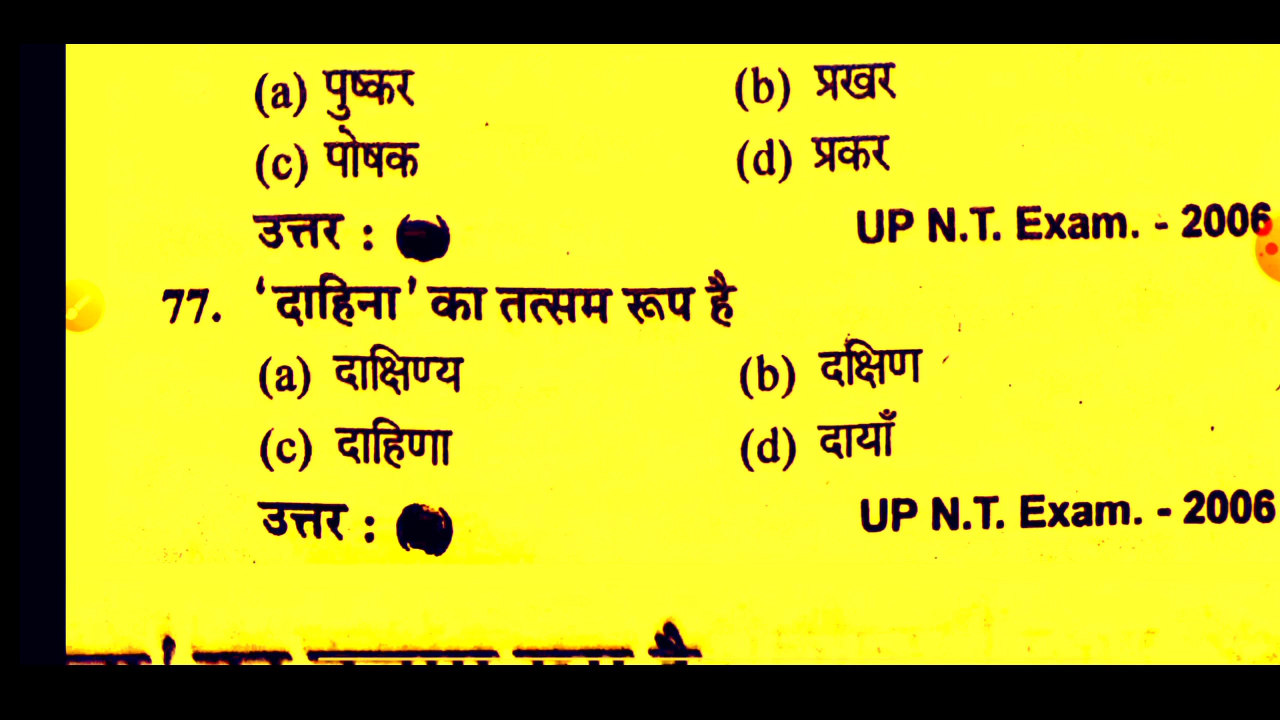 (a) पुष्कर (b) प्रखर
(c) पोषक (d) प्रकर
उत्तर : UP N.T. Exam. - 2006
77. 'दाहिना' का तत्सम रूप है
(a) दाक्षिण्य (b) दक्षिण
(c) दाहिणा (d) दायाँ
उत्तर : UP N.T. Exam. - 2006